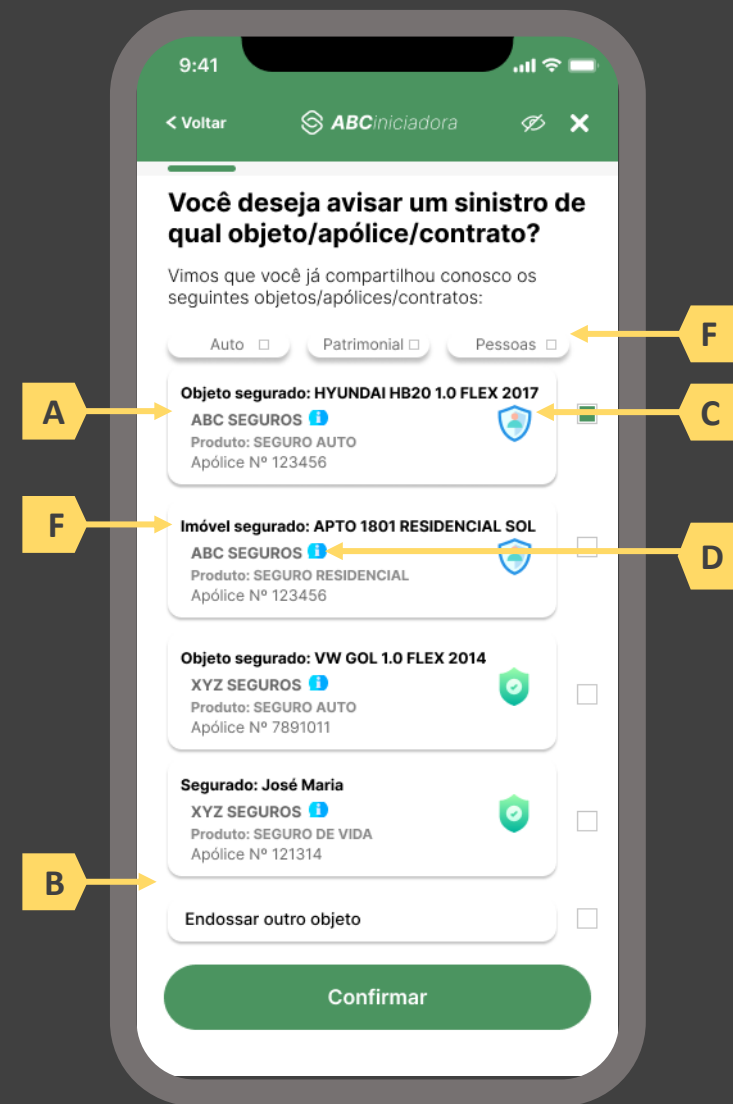 9:41
< Voltar
ABCiniciadora
Você deseja avisar um sinistro de
qual objeto/apólice/contrato?
Vimos que você já compartilhou conosco os
seguintes objetos/apólices/contratos:
F
Auto
Patrimonial
Pessoas
A
Objeto segurado: HYUNDAI HB20 1.0 FLEX 2017
C
ABC SEGUROS i
Produto: SEGURO AUTO
Apólice Nº 123456
F
Imóvel segurado: APTO 1801 RESIDENCIAL SOL
ABC SEGUROS i
D
Produto: SEGURO RESIDENCIAL
Apólice Nº 123456
Objeto segurado: VW GOL 1.0 FLEX 2014
XYZ SEGUROS i
Produto: SEGURO AUTO
Apólice Nº 7891011
Segurado: José Maria
XYZ SEGUROS i
Produto: SEGURO DE VIDA
Apólice Nº 121314
B
Endossar outro objeto
Confirmar